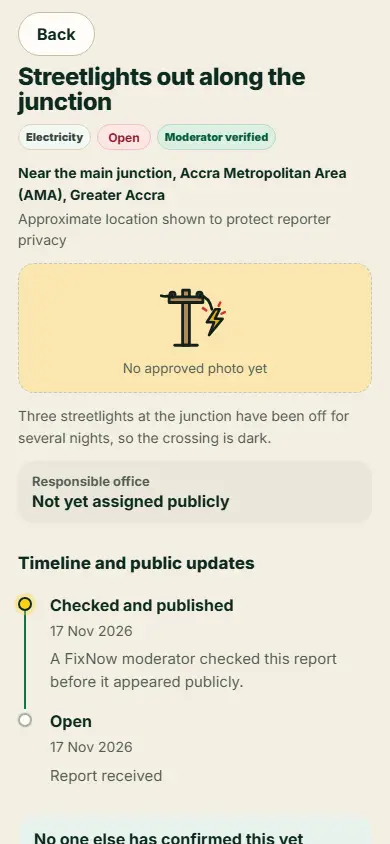 Back
Streetlights out along the
junction
Electricity
Open
Moderator verified
Near the main junction, Accra Metropolitan Area
(AMA), Greater Accra
Approximate location shown to protect reporter
privacy
No approved photo yet
Three streetlights at the junction have been off for
several nights, so the crossing is dark.
Responsible office
Not yet assigned publicly
Timeline and public updates
Checked and published
17 Nov 2026
A FixNow moderator checked this report
before it appeared publicly.
Open
17 Nov 2026
Report received
No one else has confirmed this yet